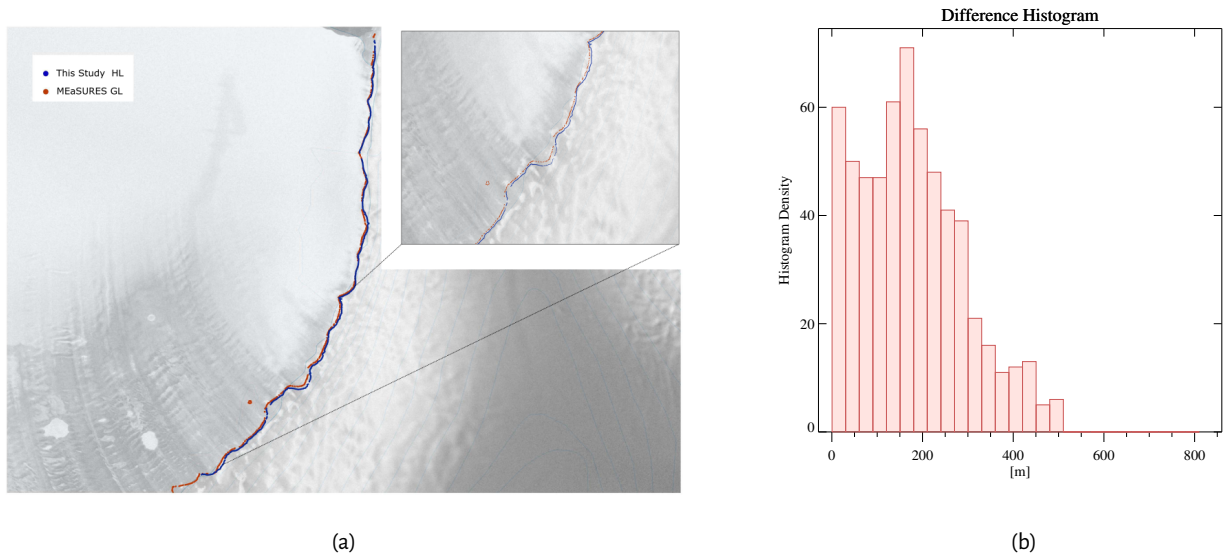 This Study HL
MEaSURES GL
(a)
Difference Histogram
Histogram Density
60
40
20
0
0 200 400 600 800
[m]
(b)